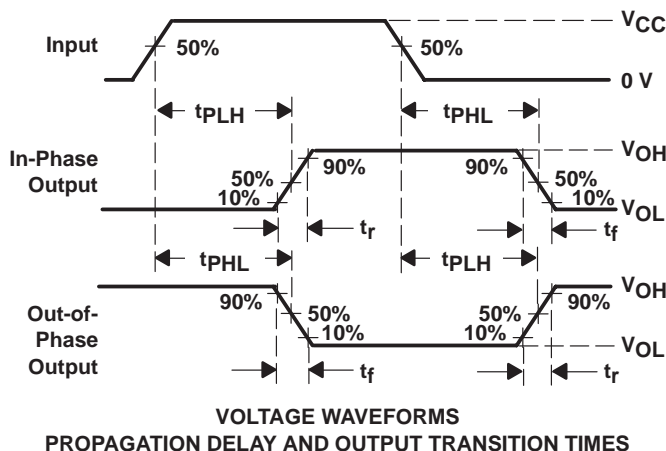 Input
50%
50%
VCC
0 V
tPLH
tPHL
In-Phase
Output
90%
90%
50%
50%
10%
10%
VOH
VOL
tr
tf
tPHL
tPLH
Out-of-
Phase
Output
90%
90%
50%
50%
10%
10%
VOH
VOL
tf
tr
VOLTAGE WAVEFORMS
PROPAGATION DELAY AND OUTPUT TRANSITION TIMES